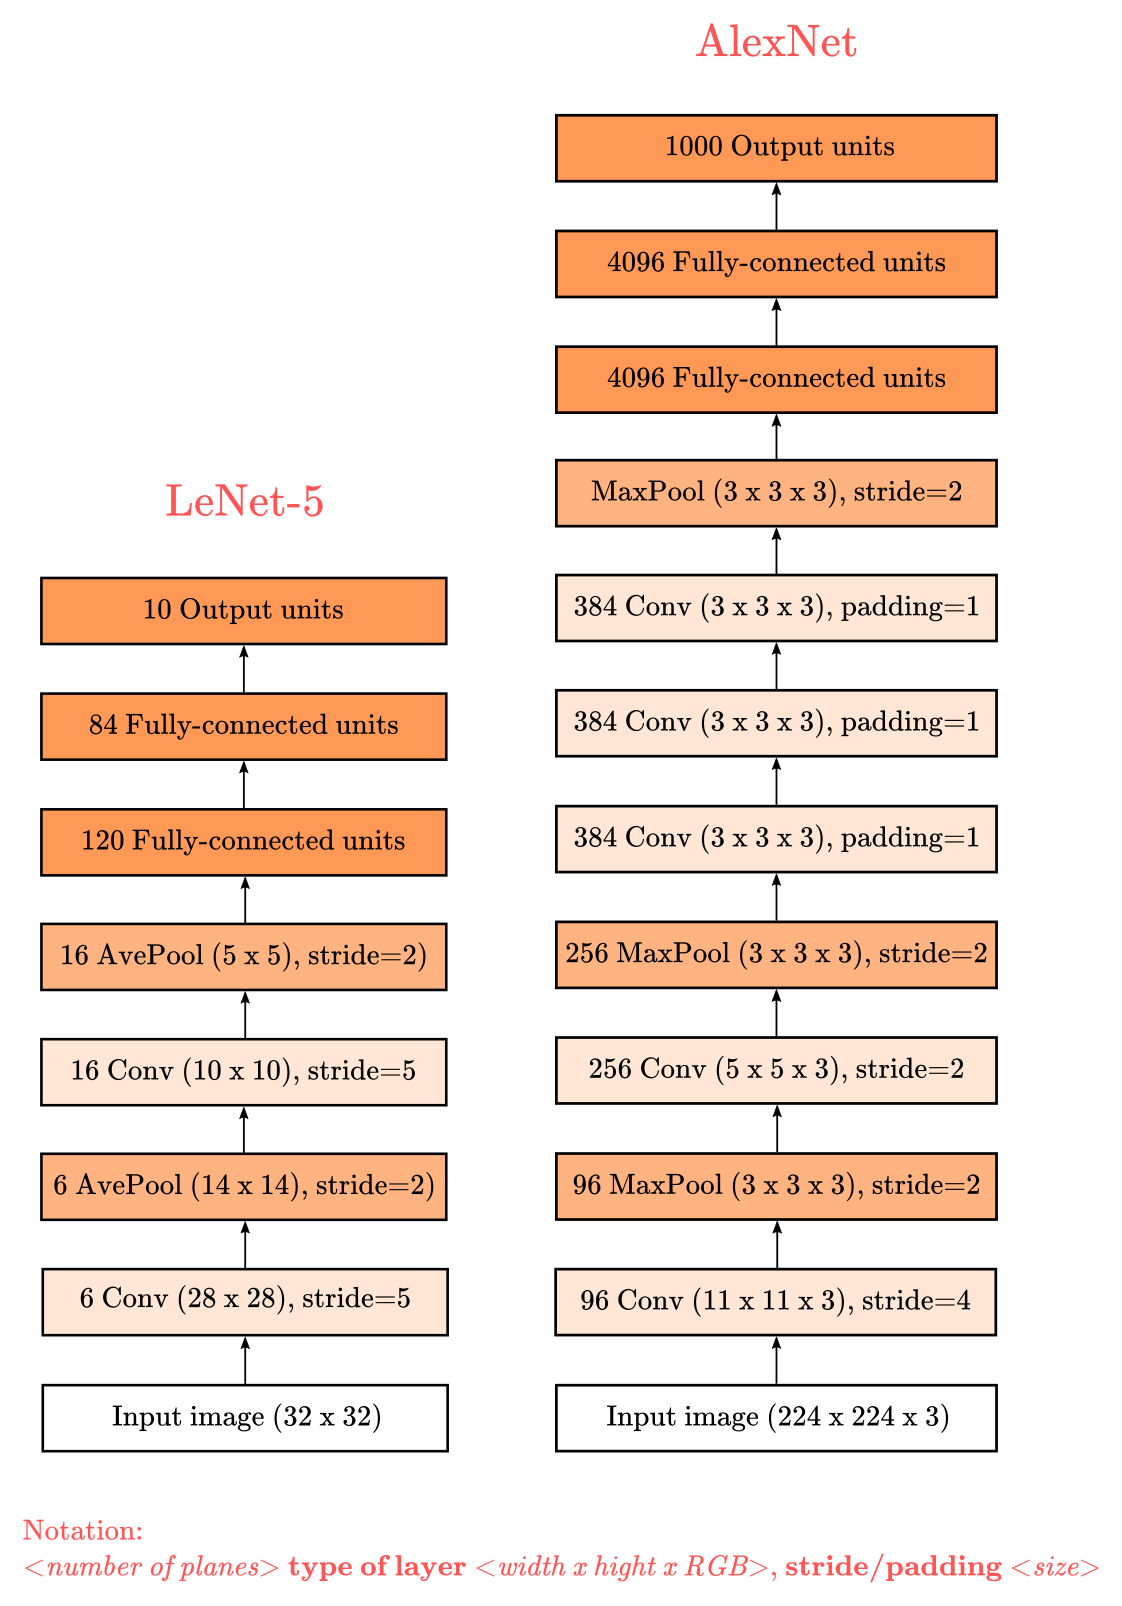 AlexNet
1000 Output units
4096 Fully-connected units
4096 Fully-connected units
MaxPool (3 x 3 x 3), stride=2
384 Conv (3 x 3 x 3), padding=1
384 Conv (3 x 3 x 3), padding=1
384 Conv (3 x 3 x 3), padding=1
256 MaxPool (3 x 3 x 3), stride=2
256 Conv (5 x 5 x 3), stride=2
96 MaxPool (3 x 3 x 3), stride=2
96 Conv (11 x 11 x 3), stride=4
Input image (224 x 224 x 3)
LeNet-5
10 Output units
84 Fully-connected units
120 Fully-connected units
16 AvePool (5 x 5), stride=2)
16 Conv (10 x 10), stride=5
6 AvePool (14 x 14), stride=2)
6 Conv (28 x 28), stride=5
Input image (32 x 32)
Notation:
<number of planes> type of layer <width x hight x RGB>, stride/padding <size>